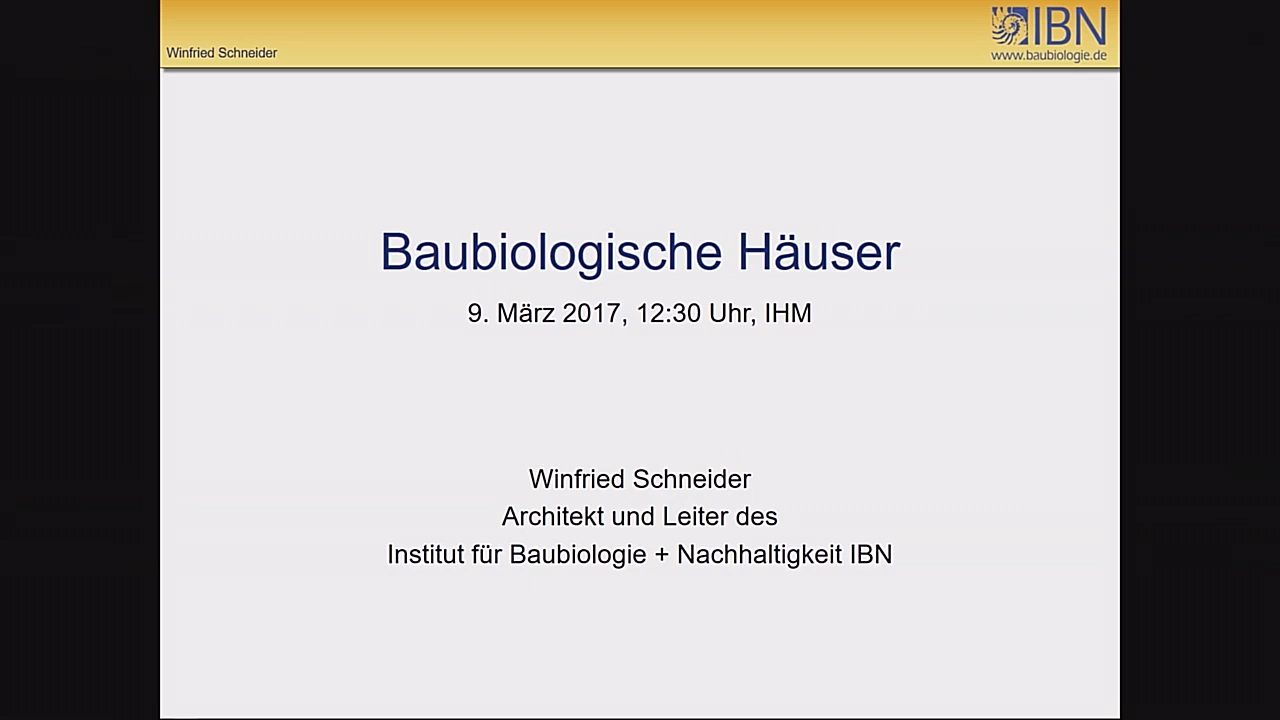 Winfried Schneider
IBN
www.baubiologie.de
Baubiologische Häuser
9. März 2017, 12:30 Uhr, IHM
Winfried Schneider
Architekt und Leiter des
Institut für Baubiologie + Nachhaltigkeit IBN